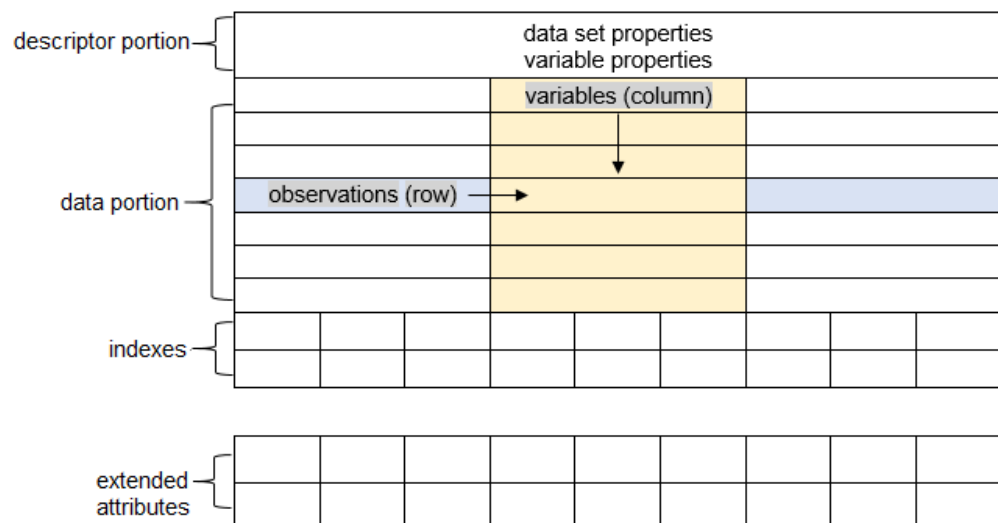 descriptor portion
data set properties
variable properties
variables (column)
data portion
observations (row)
indexes
extended
attributes